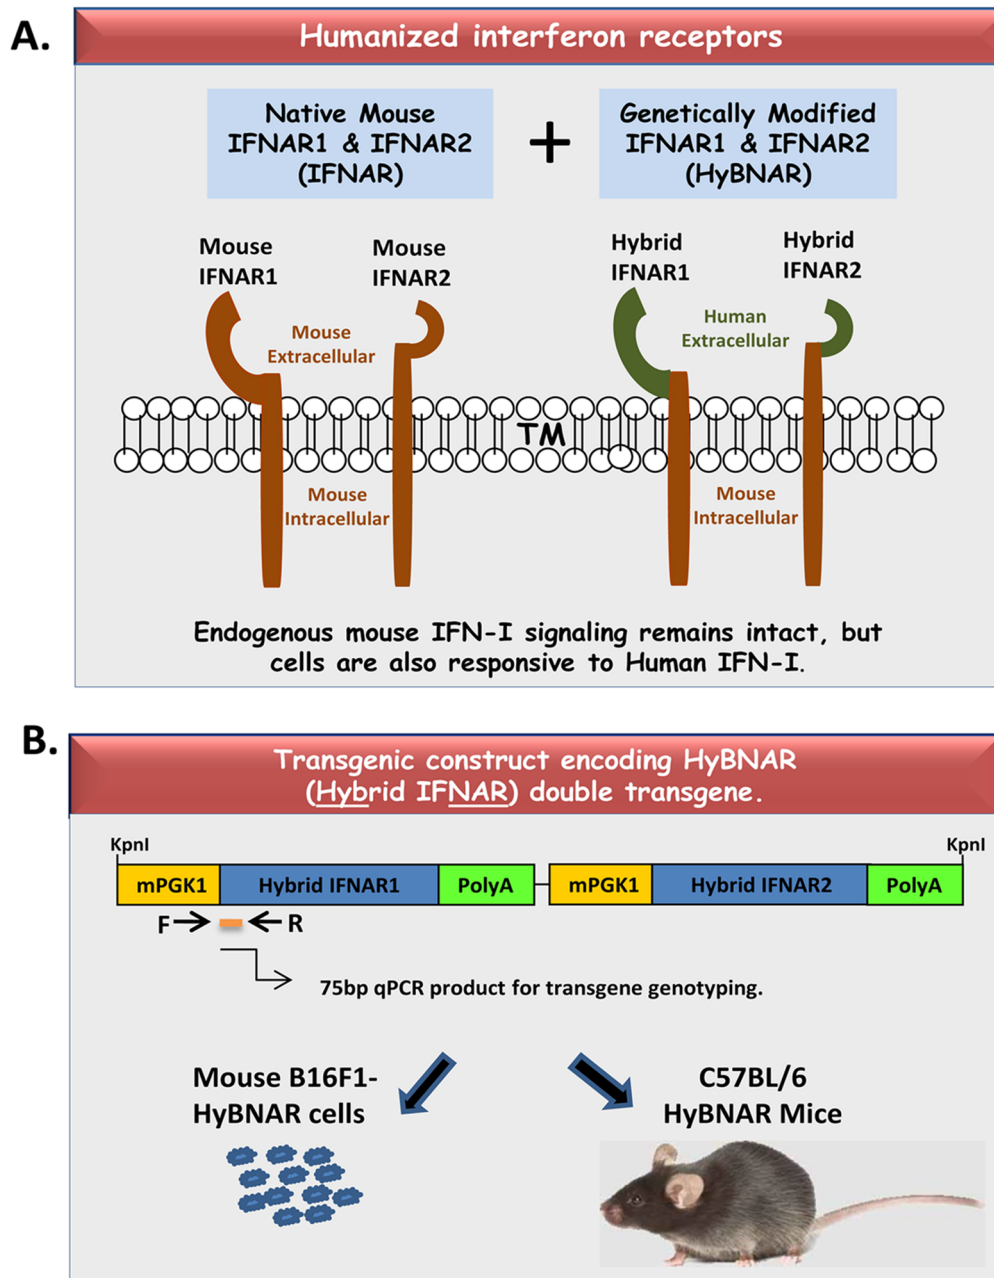 A.
Humanized interferon receptors
Native Mouse
IFNAR1 & IFNAR2
(IFNAR)
+
Genetically Modified
IFNAR1 & IFNAR2
(HyBNAR)
Mouse
IFNAR1
Mouse
IFNAR2
Hybrid
IFNAR1
Hybrid
IFNAR2
Mouse
Extracellular
Human
Extracellular
TM
Mouse
Intracellular
Mouse
Intracellular
Endogenous mouse IFN-I signaling remains intact, but
cells are also responsive to Human IFN-I.
B.
Transgenic construct encoding HyBNAR
(Hybrid IFNAR) double transgene.
KpnI
KpnI
mPGK1
Hybrid IFNAR1
PolyA
mPGK1
Hybrid IFNAR2
PolyA
F
R
75bp qPCR product for transgene genotyping.
Mouse B16F1-
HyBNAR cells
C57BL/6
HyBNAR Mice